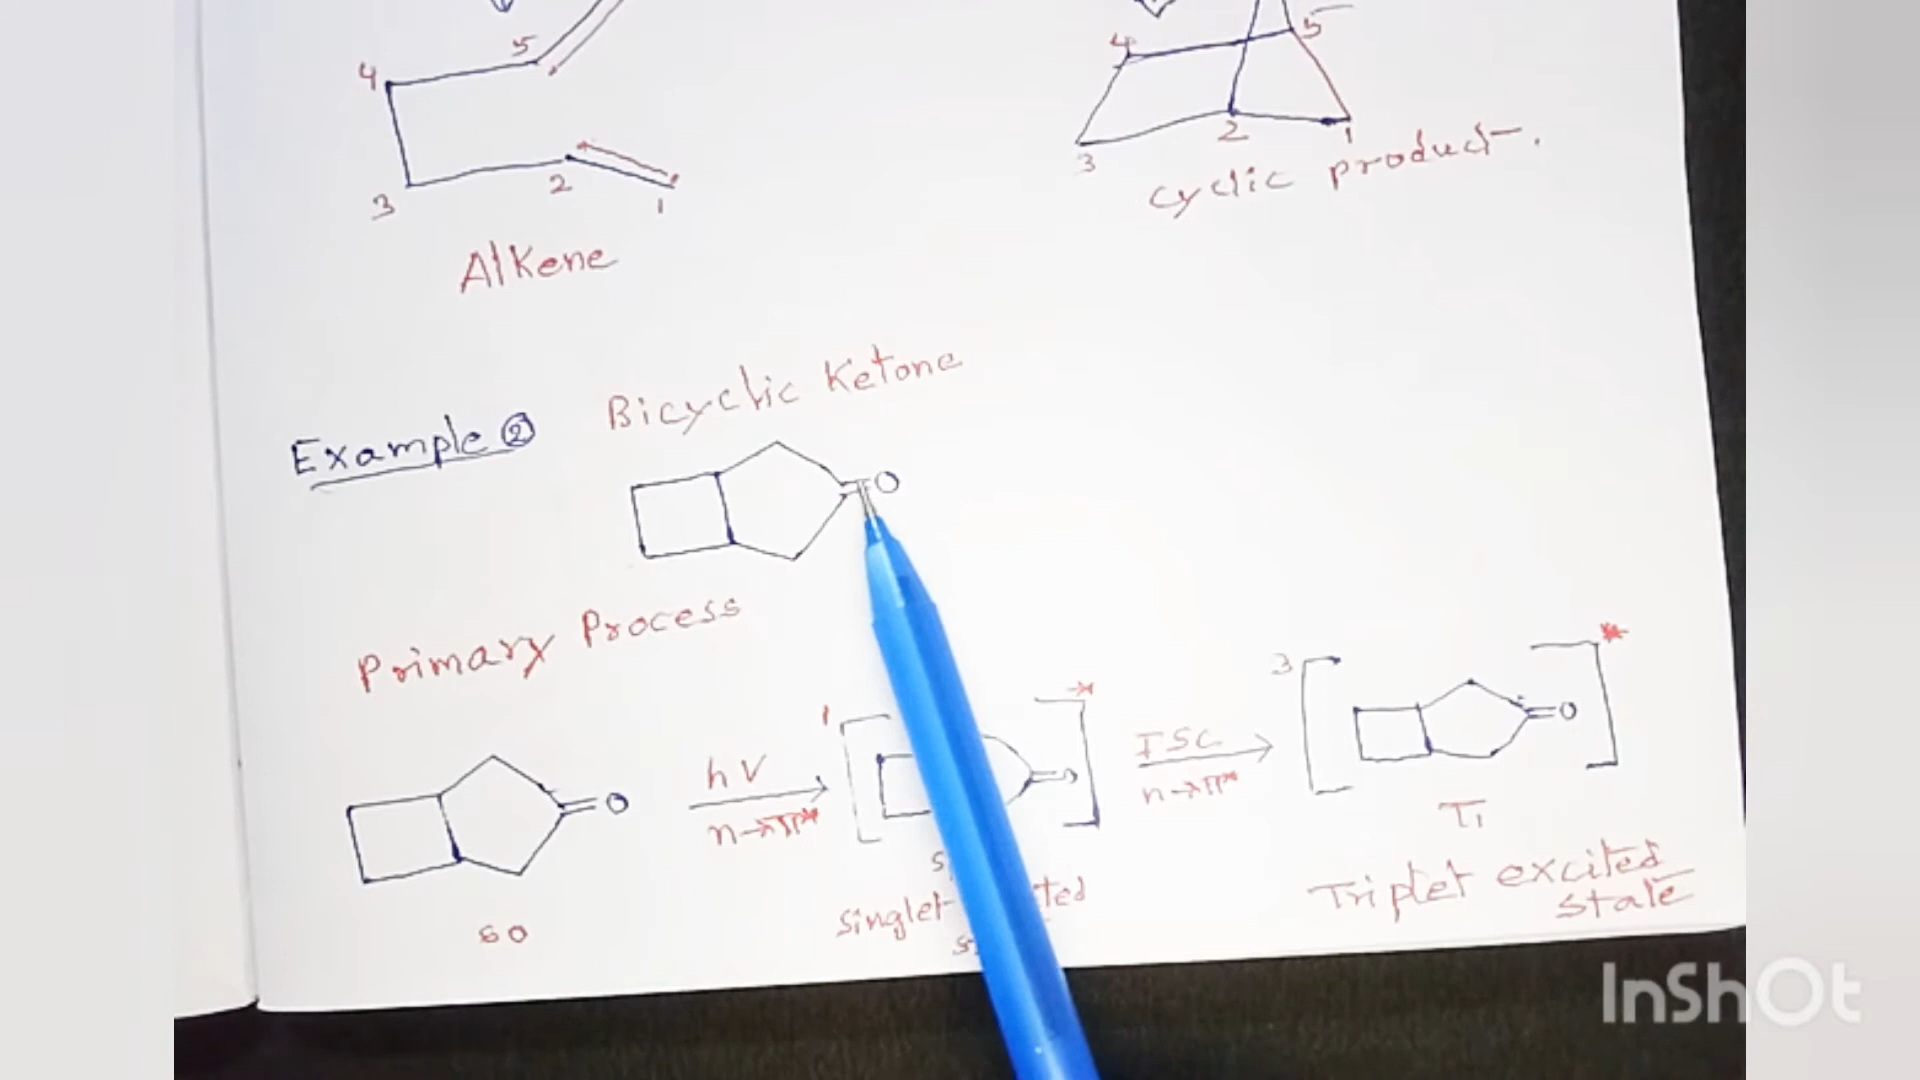 5
4
5
4
2
3
1
2
1
3
Alkene
cyclic product.
Example ②
Bicyclic Ketone
O
Primary Process
O
hν
n→π*
1
*
O
ISC
n→π*
3
*
O
SO
Singlet
T1
Triplet excited
state
InShOt